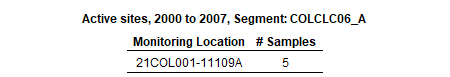 Active sites, 2000 to 2007, Segment: COLCLC06_A
Monitoring Location # Samples
21COL001-11109A 5